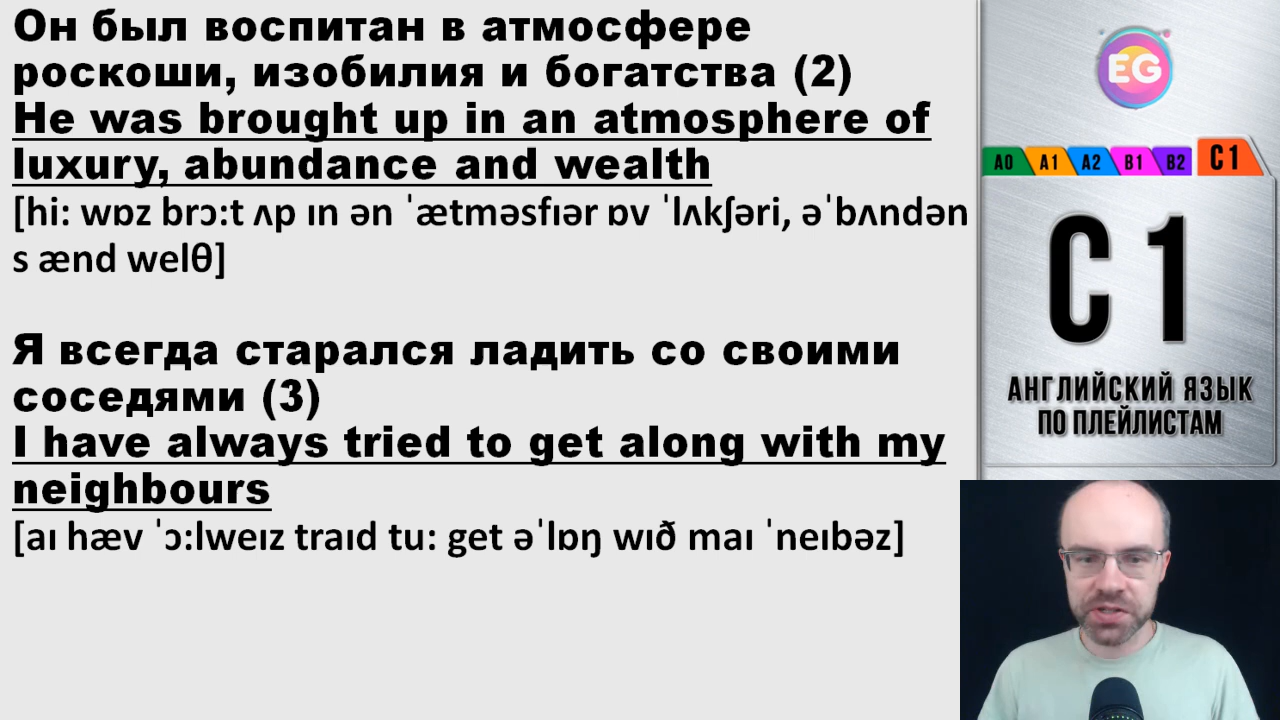 Он был воспитан в атмосфере
роскоши, изобилия и богатства (2)
He was brought up in an atmosphere of
luxury, abundance and wealth
[hi: wɒz brɔ:t ʌp ɪn ən ˈætməsfɪər ɒv ˈlʌkʃəri, əˈbʌndən
s ænd welθ]
Я всегда старался ладить со своими
соседями (3)
I have always tried to get along with my
neighbours
[aɪ hæv ˈɔ:lweɪz traɪd tu: get əˈlɒŋ wɪð maɪ ˈneɪbəz]
EG
A0 A1 A2 B1 B2 C1
C1
АНГЛИЙСКИЙ ЯЗЫК
ПО ПЛЕЙЛИСТАМ